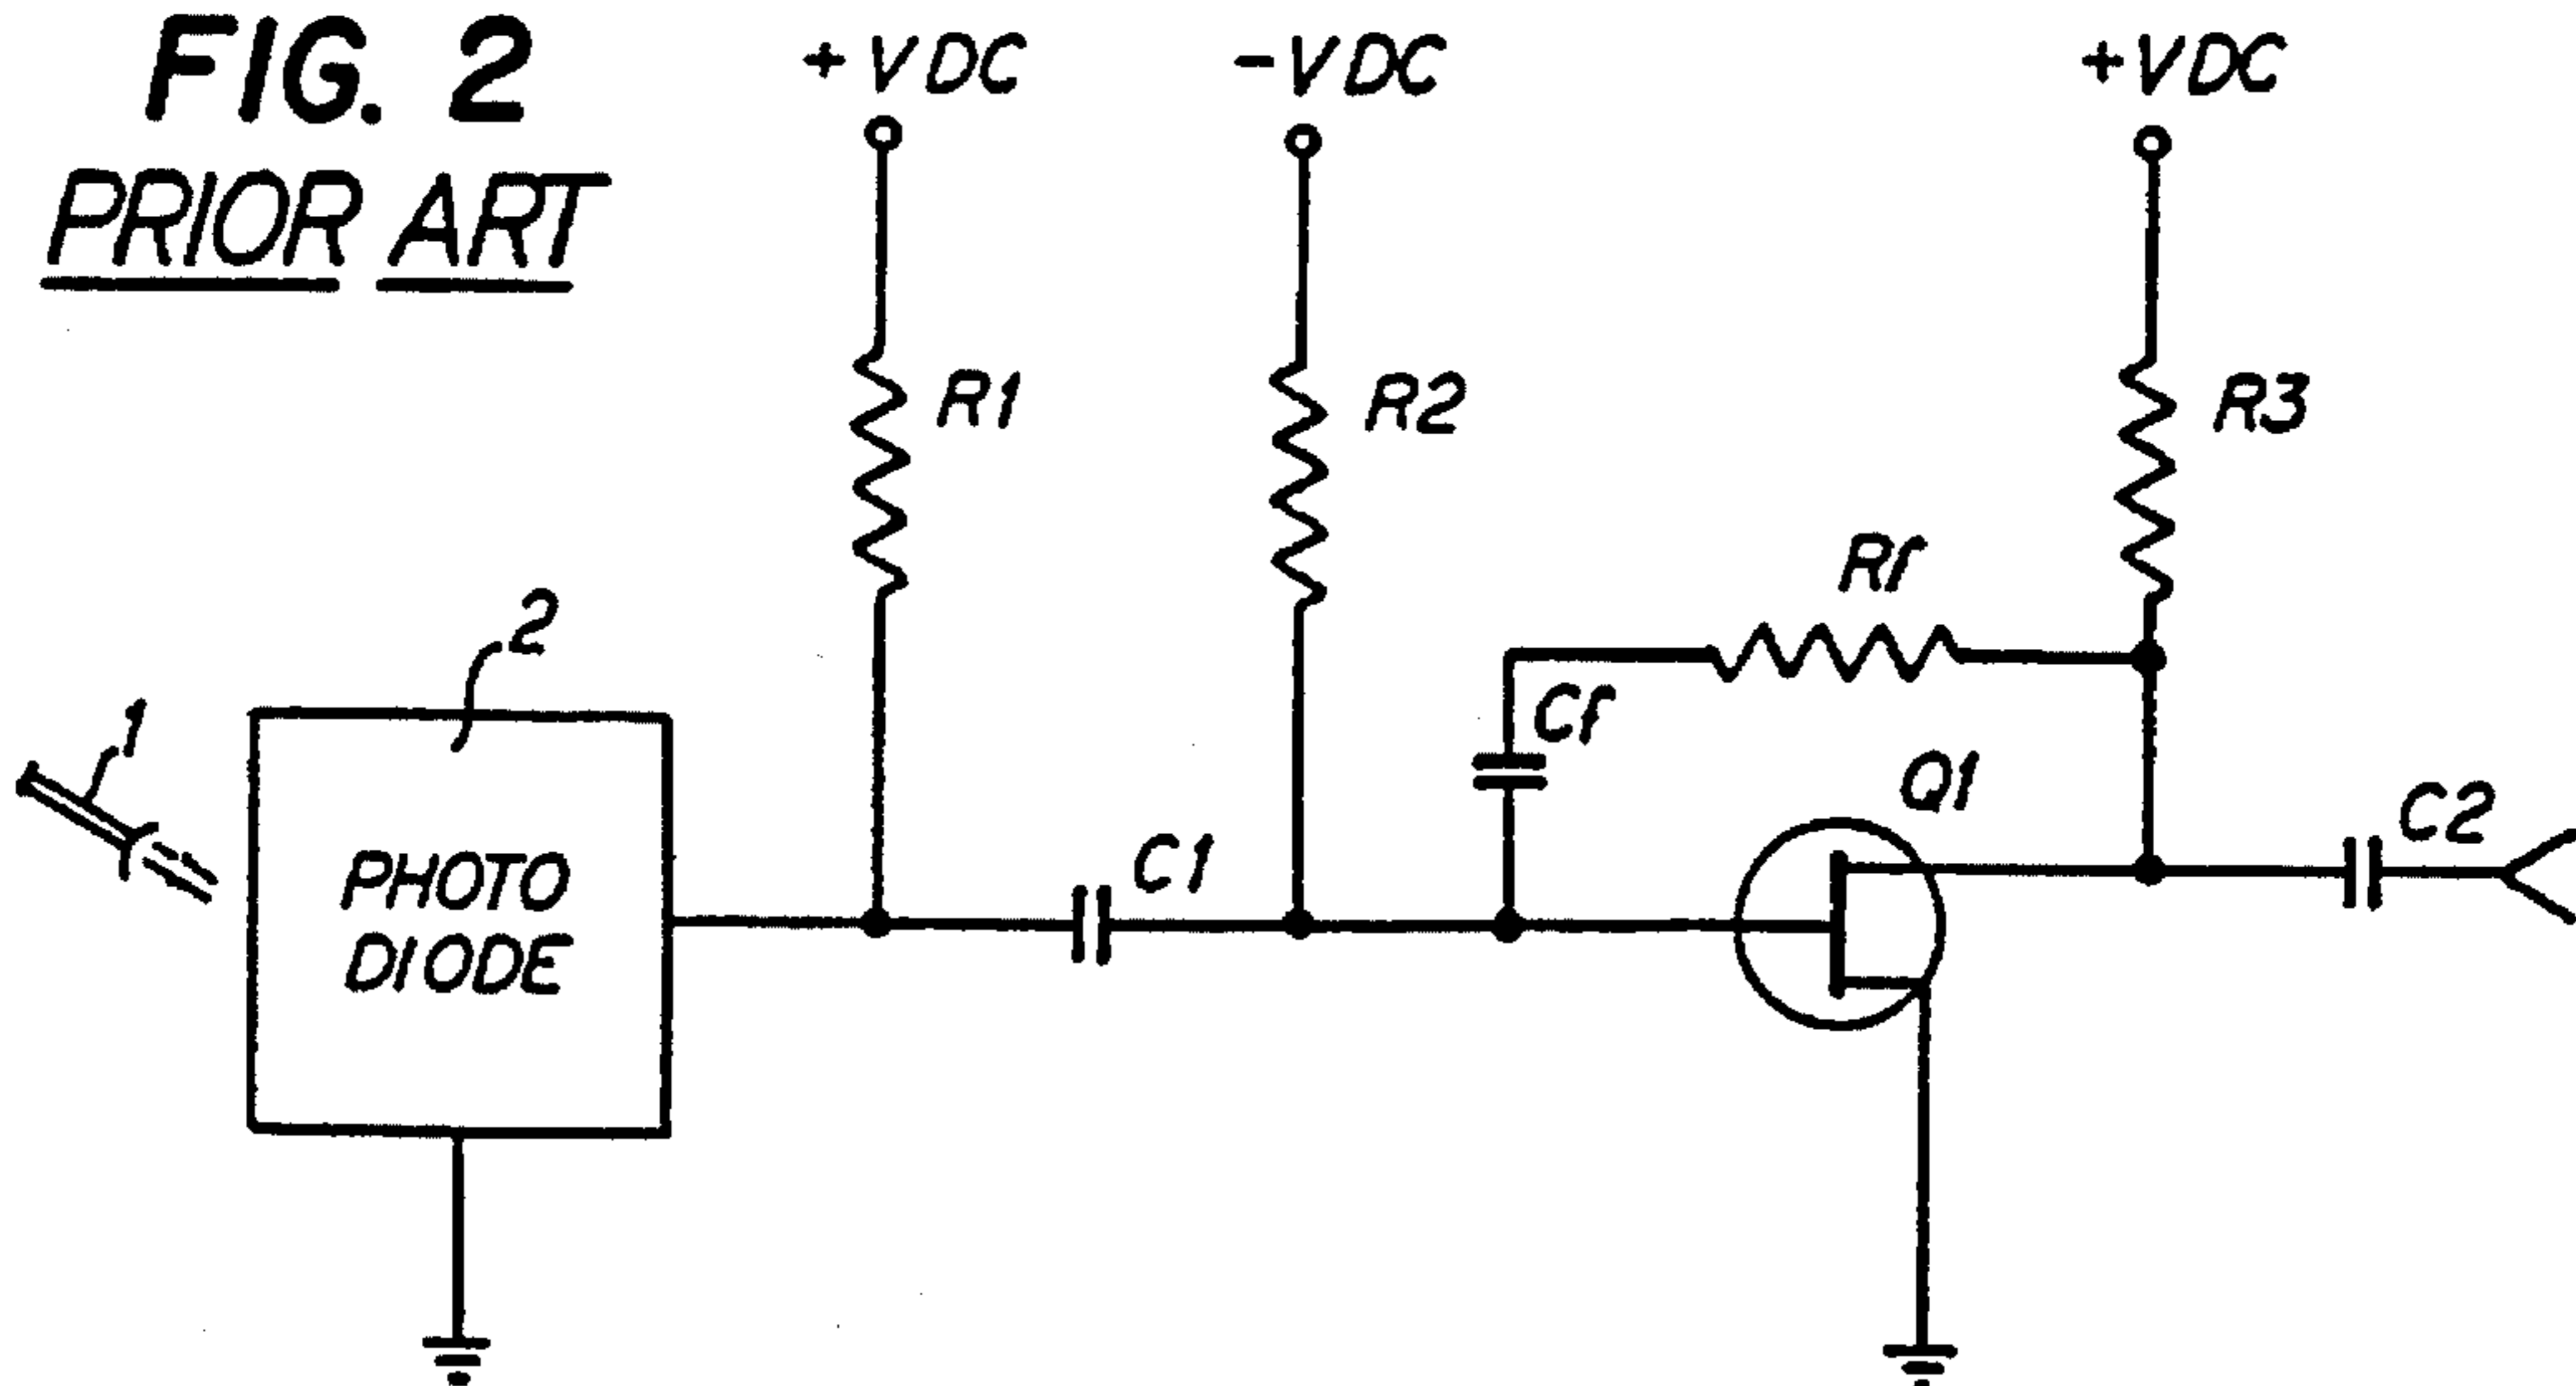 FIG. 2
PRIOR ART
+VDC
-VDC
+VDC
R1
R2
R3
Rf
Cf
2
1
Q1
C1
C2
PHOTO
DIODE